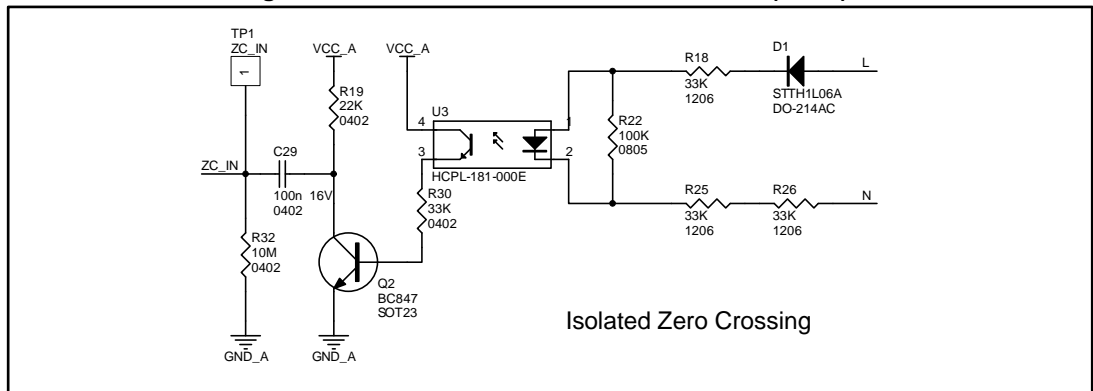 TP1
ZC_IN
1
VCC_A
VCC_A
R19
22K
0402
ZC_IN
C29
100n
16V
0402
R32
10M
0402
GND_A
GND_A
Q2
BC847
SOT23
R30
33K
0402
U3
4
3
1
2
HCPL-181-000E
R22
100K
0805
R18
33K
1206
D1
STTH1L06A
DO-214AC
L
R25
33K
1206
R26
33K
1206
N
Isolated Zero Crossing